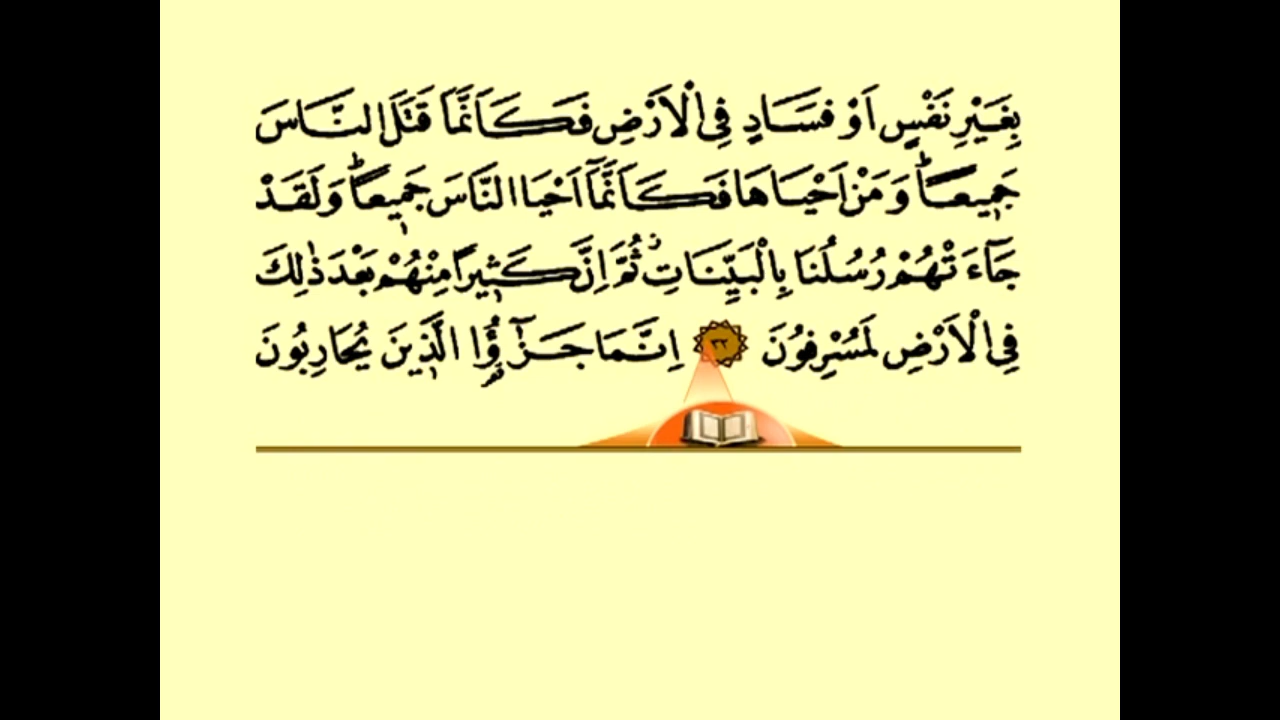 بِغَيْرِ نَفْسٍ اَوْ فَسَادٍ فِى الْاَرْضِ فَكَاَنَّمَا قَتَلَ النَّاسَ
جَمٖيعًاؕ وَمَنْ اَحْيَاهَا فَكَاَنَّمَٓا اَحْيَا النَّاسَ جَمٖيعًاؕ وَلَقَدْ
جَٓاءَتْهُمْ رُسُلُنَا بِالْبَيِّنَاتِؗ ثُمَّ اِنَّ كَثٖيرًا مِنْهُمْ بَعْدَ ذٰلِكَ
فِى الْاَرْضِ لَمُسْرِفُونَ ٣٢ اِنَّمَا جَزٰٓؤُا الَّذٖينَ يُحَارِبُونَ